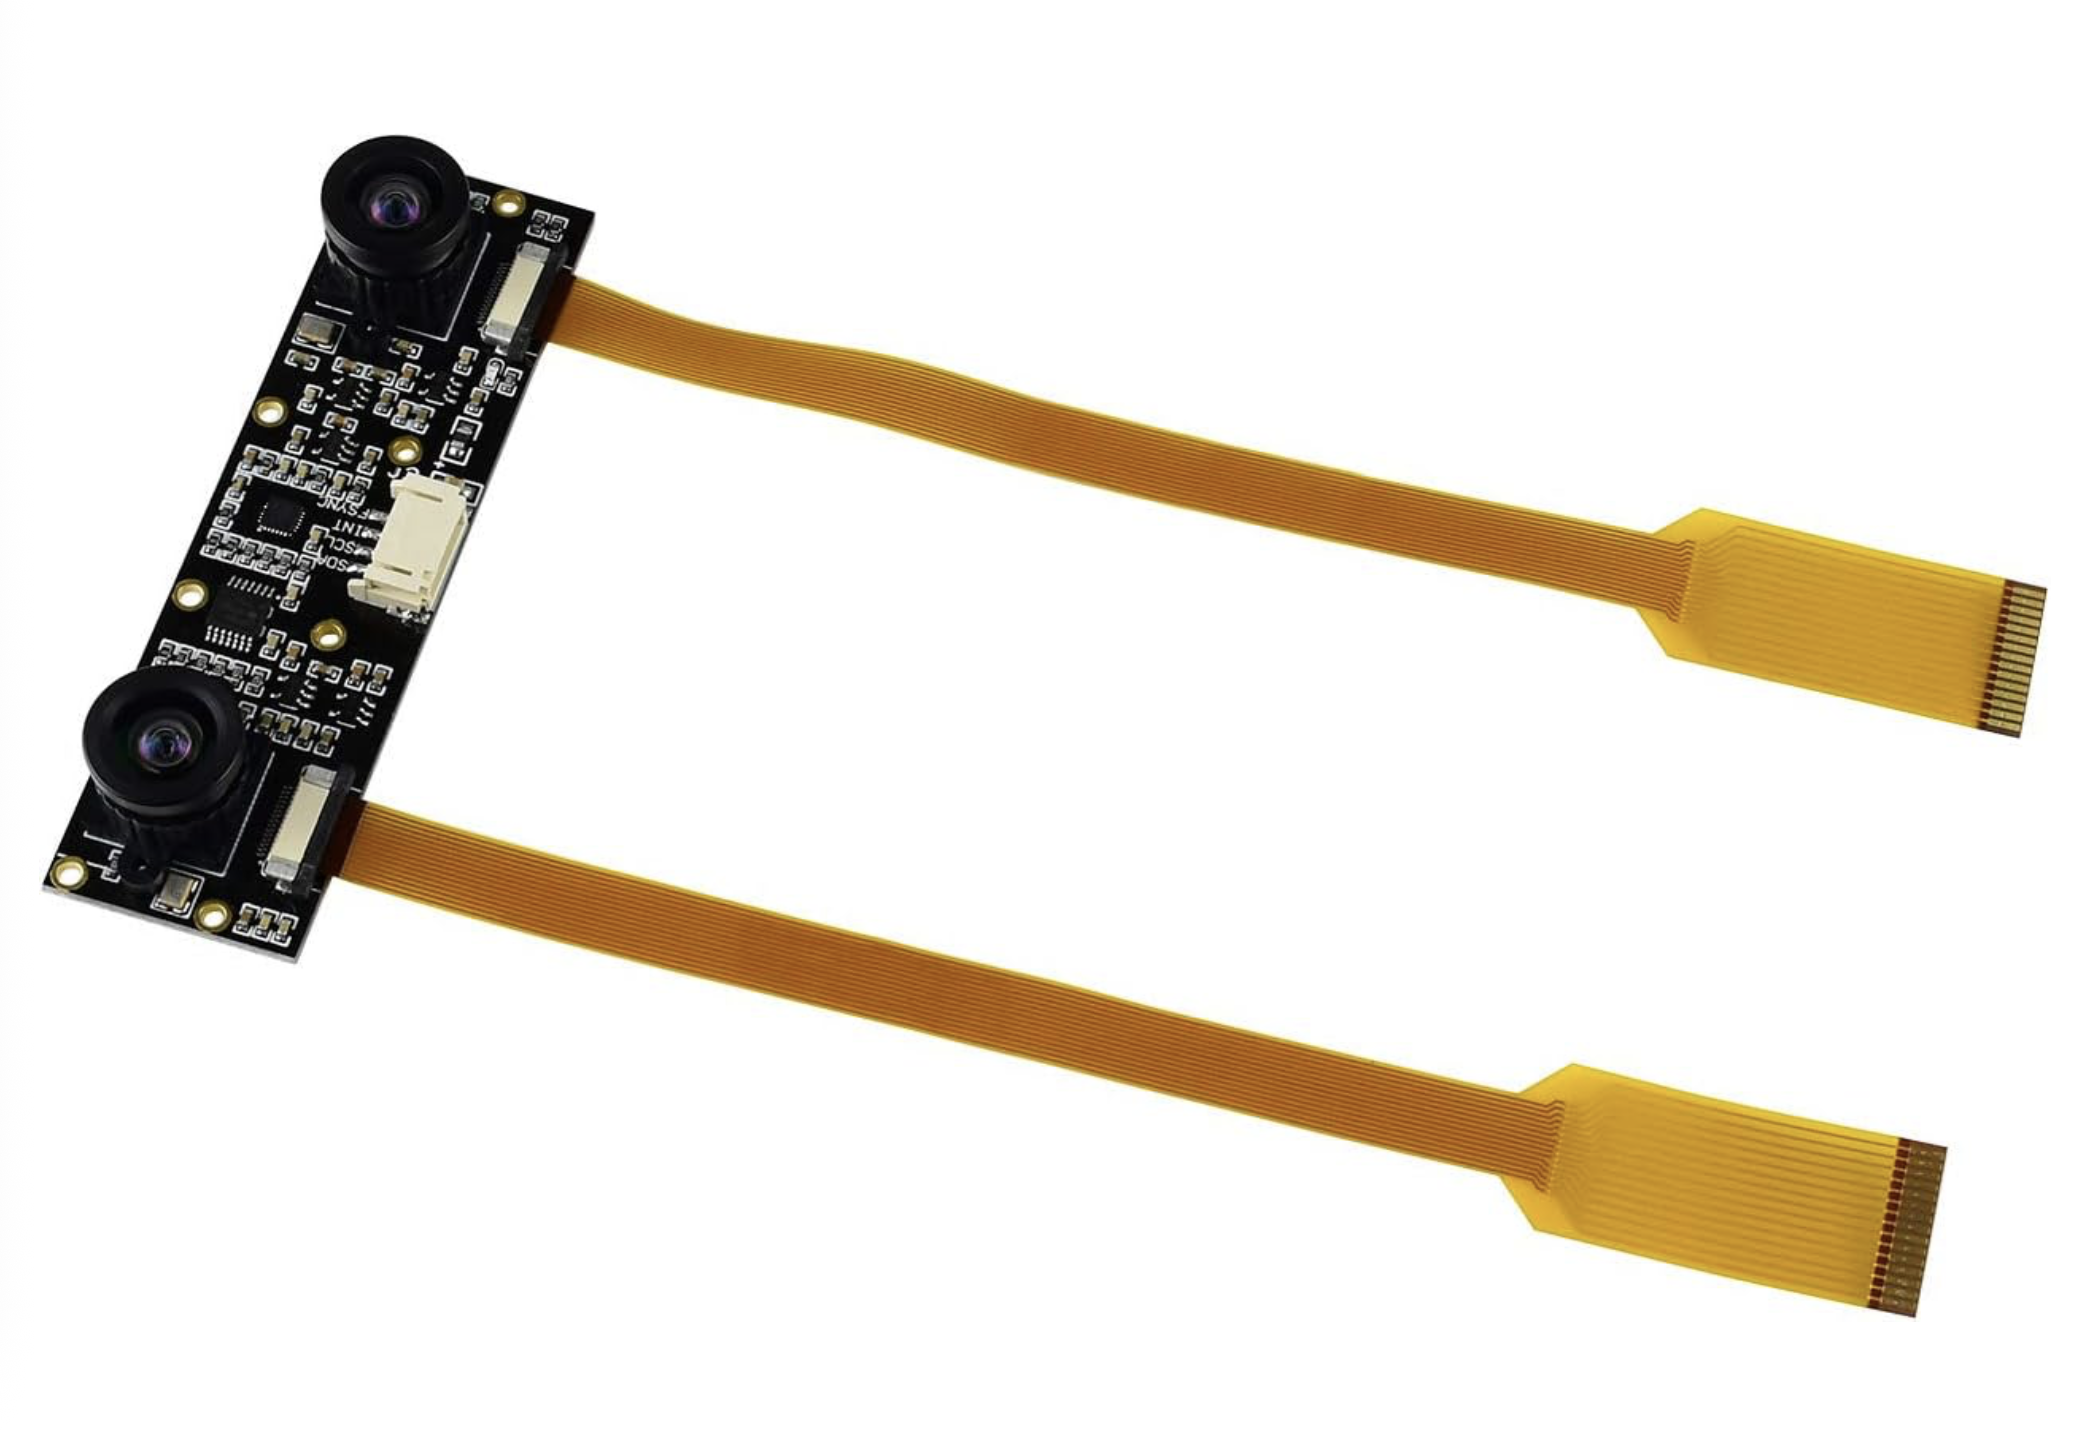 FSYNC
INT
SCL
SDA